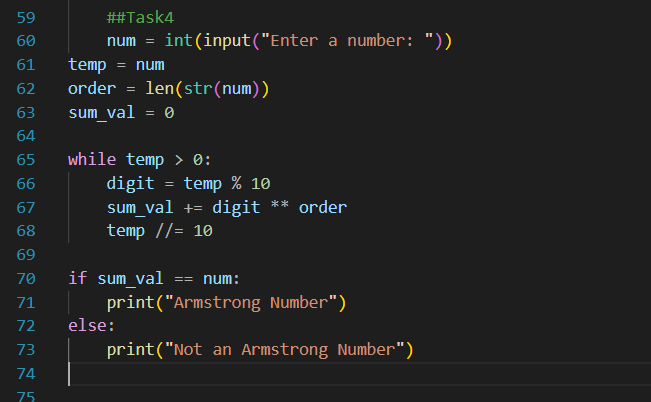 59         ##Task4
60         num = int(input("Enter a number: "))
61     temp = num
62     order = len(str(num))
63     sum_val = 0
64
65     while temp > 0:
66         digit = temp % 10
67         sum_val += digit ** order
68         temp //= 10
69
70     if sum_val == num:
71         print("Armstrong Number")
72     else:
73         print("Not an Armstrong Number")
74
75